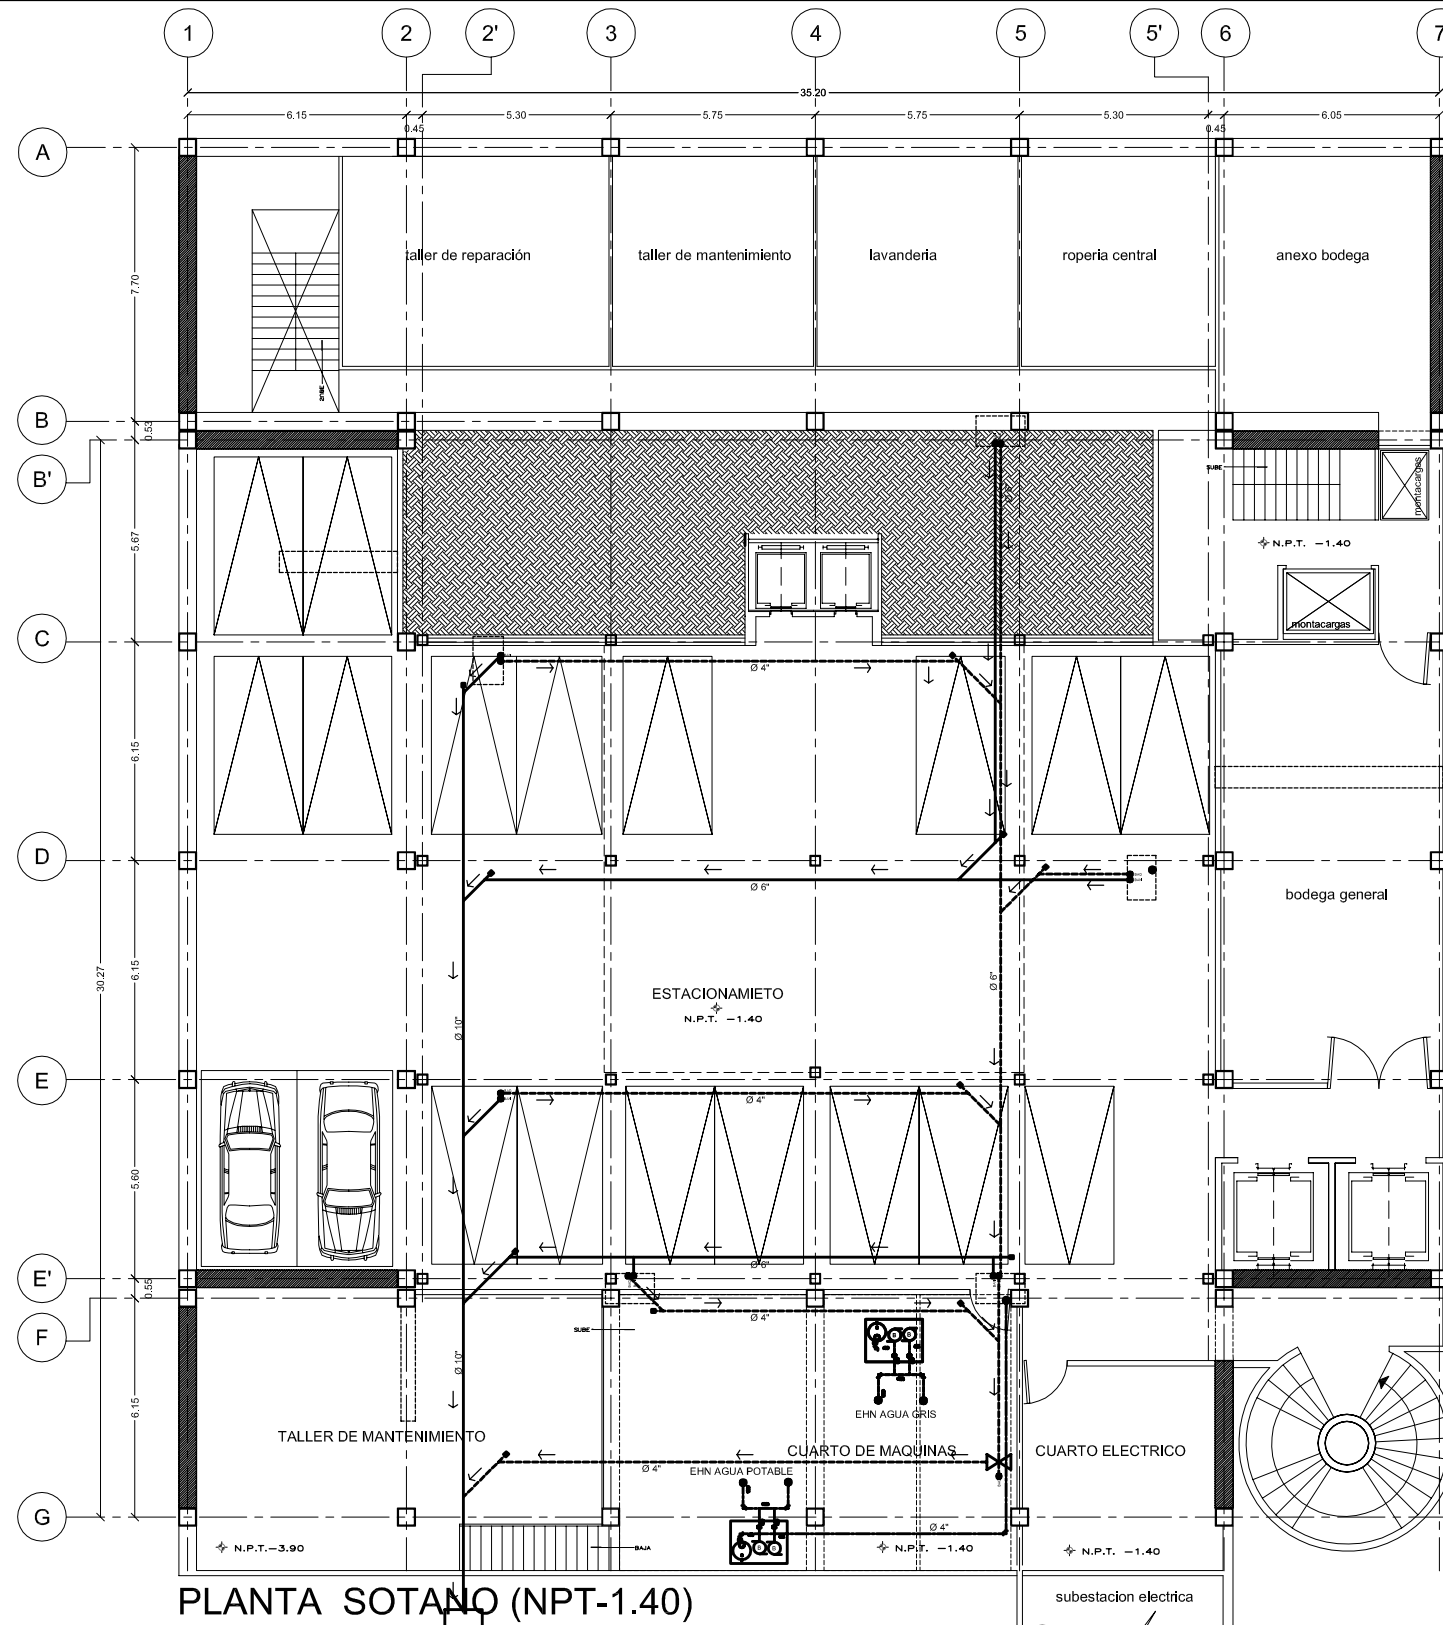 1 2 2' 3 4 5 5' 6 7
35.20
6.15 5.30 5.75 5.75 5.30 6.05
0.45 0.45
A
7.70
taller de reparación taller de mantenimiento lavanderia roperia central anexo bodega
SUBE
B
0.53
B'
SUBE
montacargas
Ø 6"
5.67
N.P.T. -1.40
montacargas
C
Ø 4"
6.15
D
Ø 6"
bodega general
30.27
6.15
ESTACIONAMIETO
N.P.T. -1.40
Ø 6"
Ø 10"
E
Ø 4"
5.60
E'
0.55
Ø 6"
F
Ø 4"
SUBE
Ø 10"
6.15
EHN AGUA GRIS
TALLER DE MANTENIMIENTO
CUARTO DE MAQUINAS
CUARTO ELECTRICO
Ø 4"
EHN AGUA POTABLE
G
Ø 4"
N.P.T.-3.90
BAJA
N.P.T. -1.40
N.P.T. -1.40
PLANTA SOTANO (NPT-1.40)
subestacion electrica